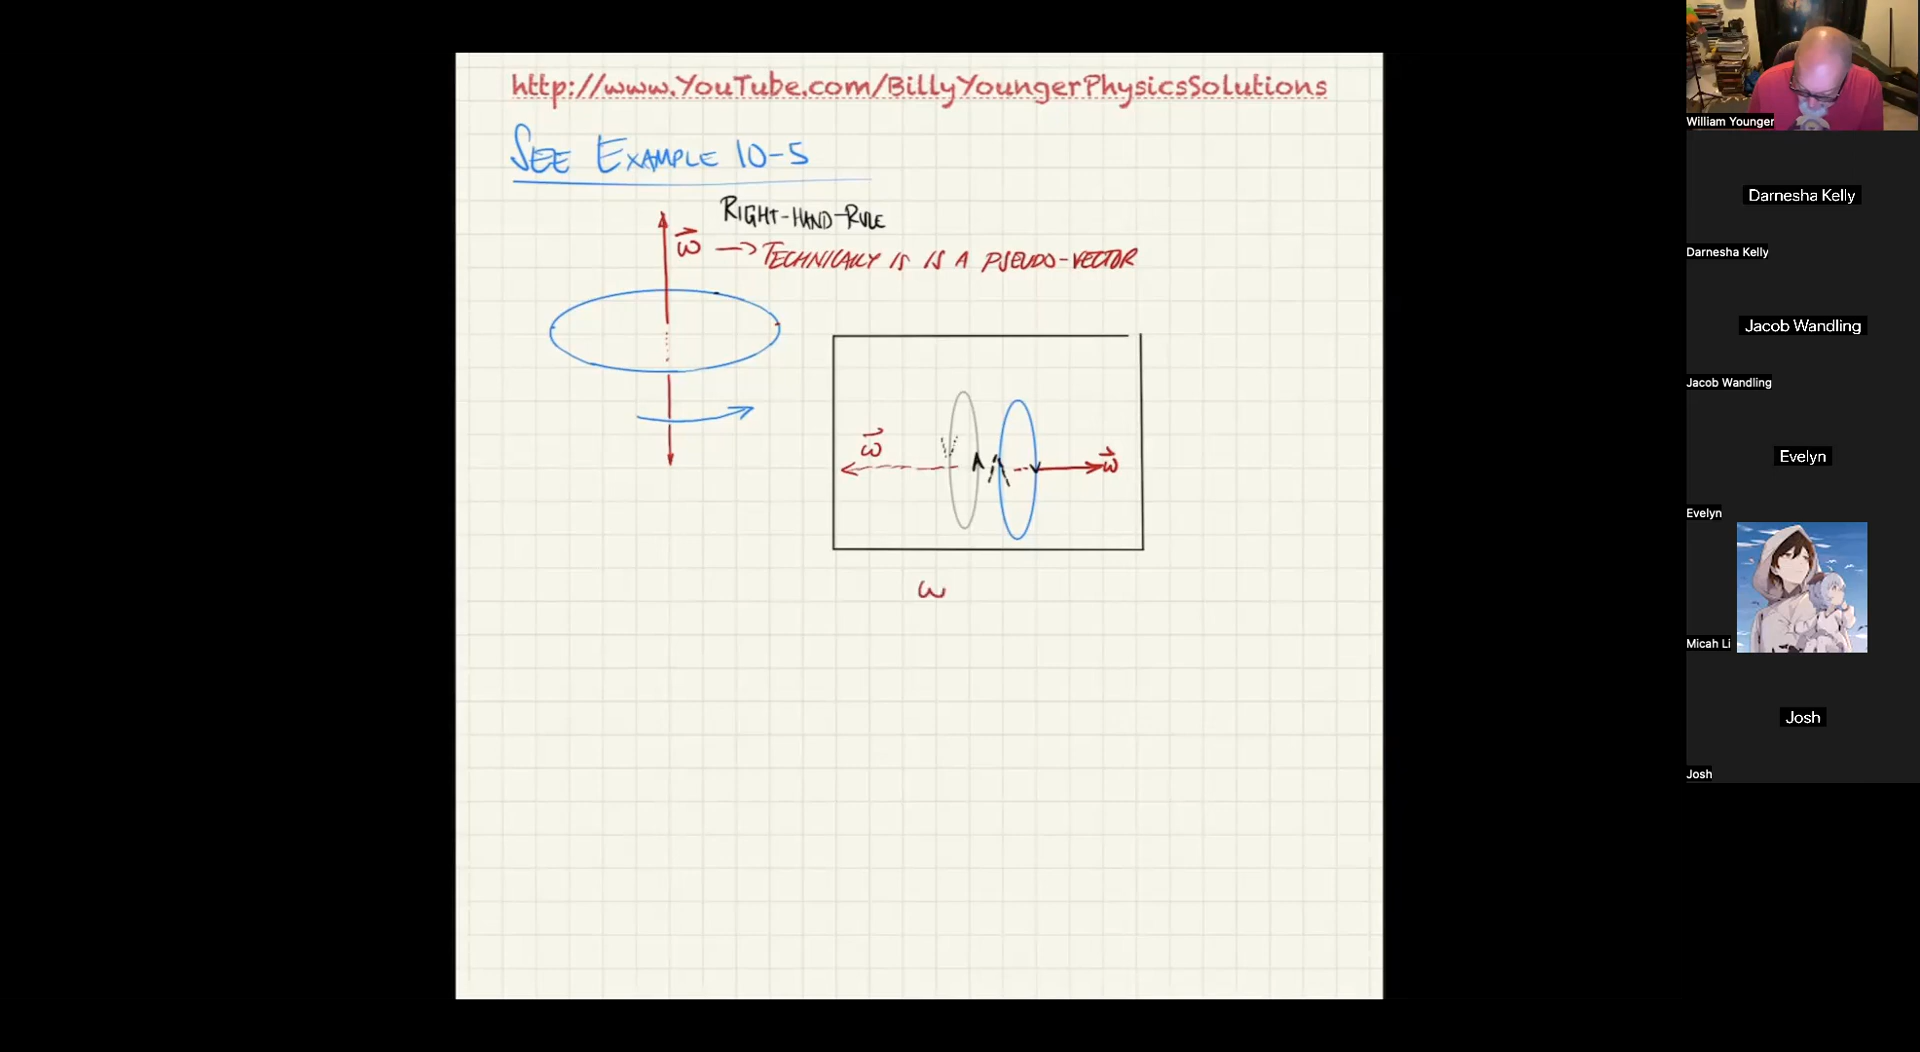 http://www.YouTube.com/BillyYoungerPhysicsSolutions
SEE EXAMPLE 10-5
RIGHT-HAND-RULE
ω → TECHNICALLY IS IS A PSEUDO-VECTOR
ω
ω
ω
William Younger
Darnesha Kelly
Darnesha Kelly
Jacob Wandling
Jacob Wandling
Evelyn
Evelyn
Micah Li
Josh
Josh